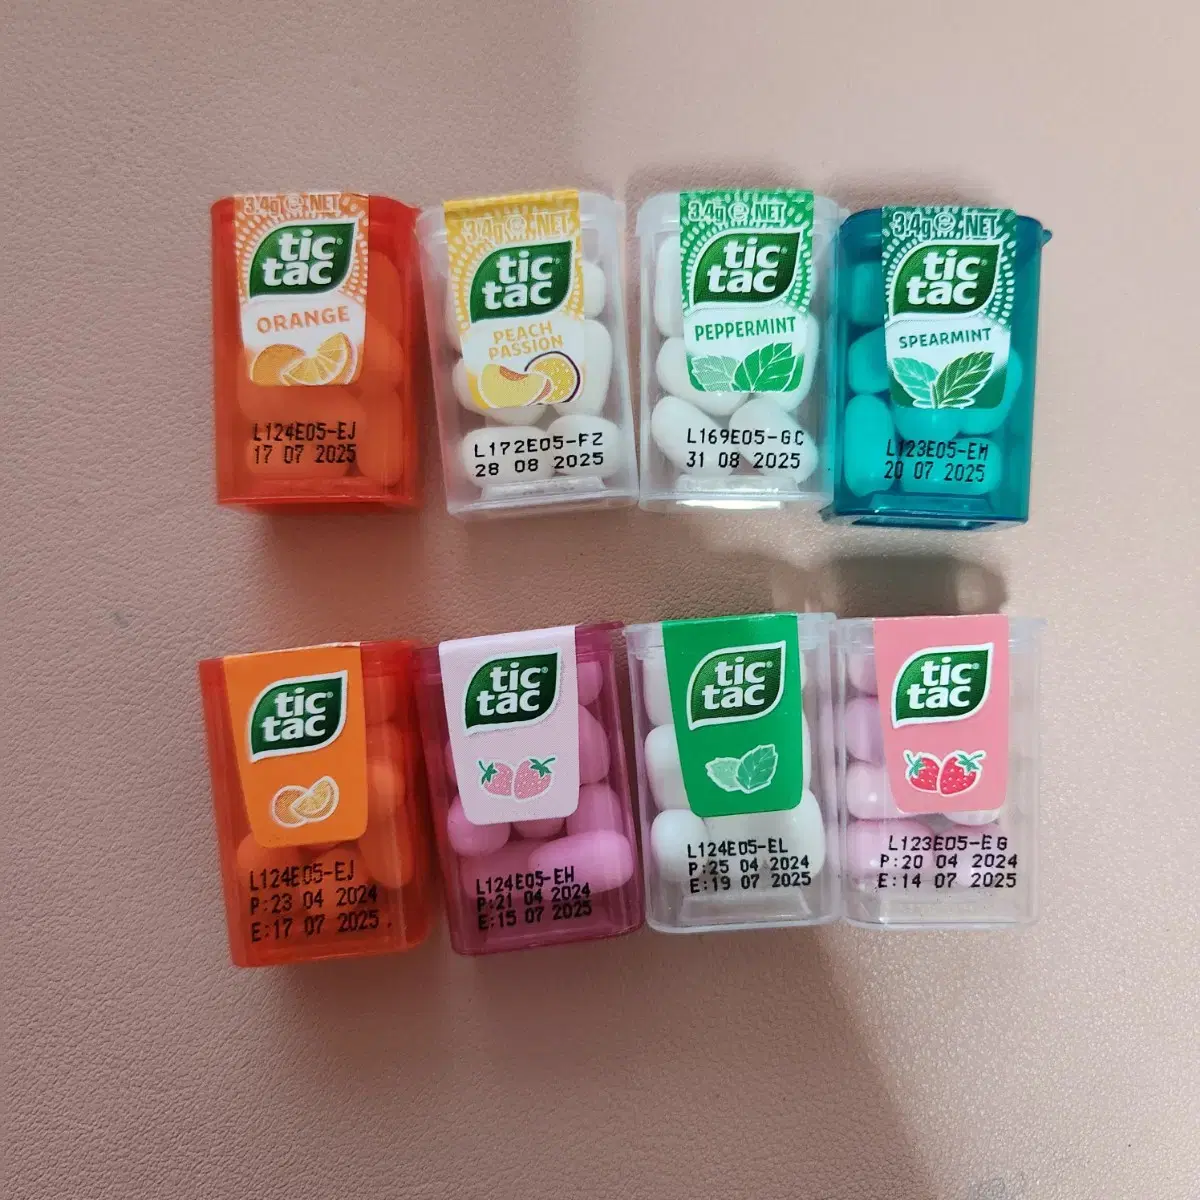 3.4g e NET
tic
tac
ORANGE
L124E05-EJ
17 07 2025
3.4g e NET
tic
tac
PEACH
PASSION
L172E05-FZ
28 08 2025
3.4g e NET
tic
tac
PEPPERMINT
L169E05-GC
31 08 2025
3.4g e NET
tic
tac
SPEARMINT
L123E05-EM
20 07 2025
tic
tac
L124E05-EJ
P:23 04 2024
E:17 07 2025
tic
tac
L124E05-EH
P:21 04 2024
E:15 07 2025
tic
tac
L124E05-EL
P:25 04 2024
E:19 07 2025
tic
tac
L123E05-EG
P:20 04 2024
E:14 07 2025